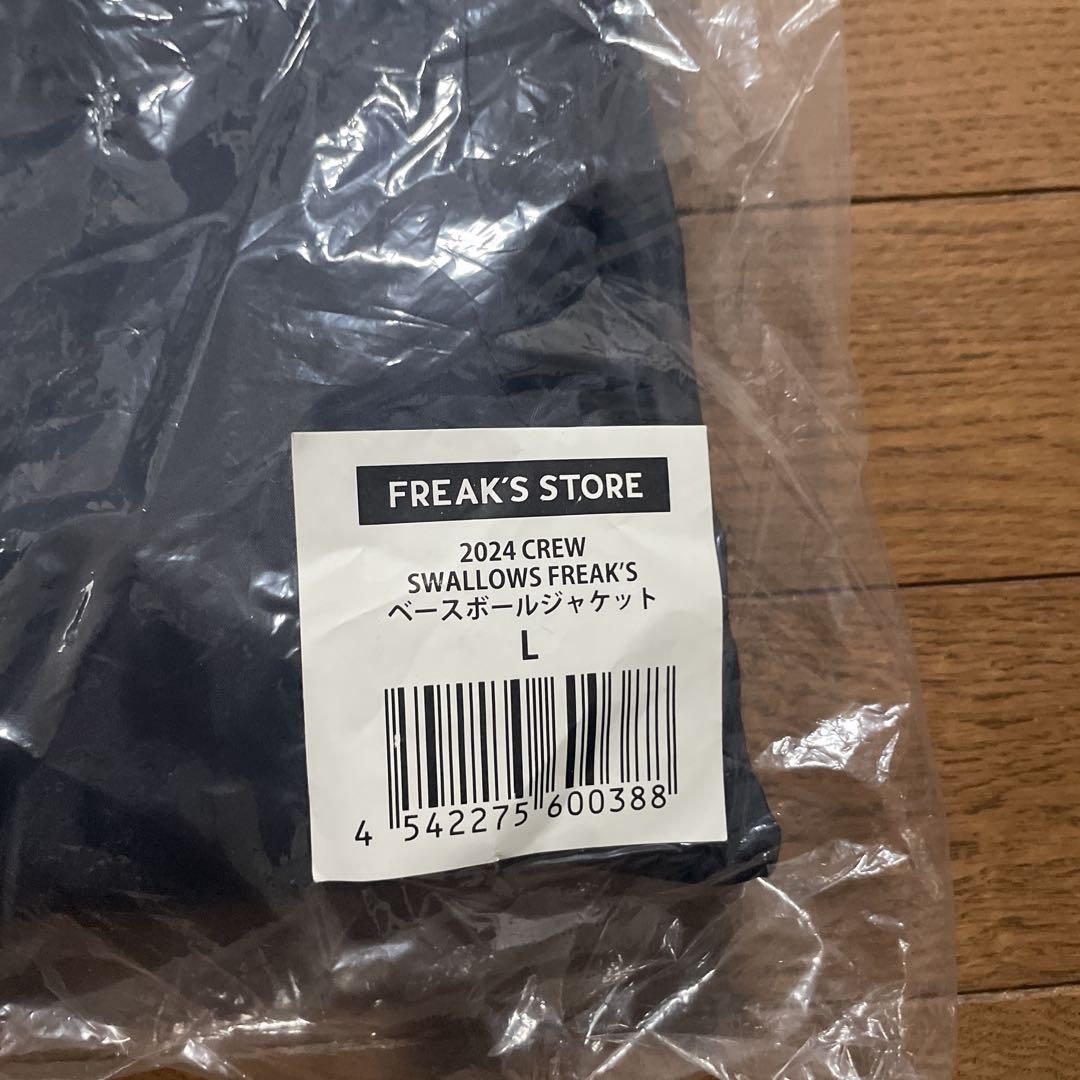 FREAK'S STORE
2024 CREW
SWALLOWS FREAK'S
ベースボールジャケット
L
4 542275 600388